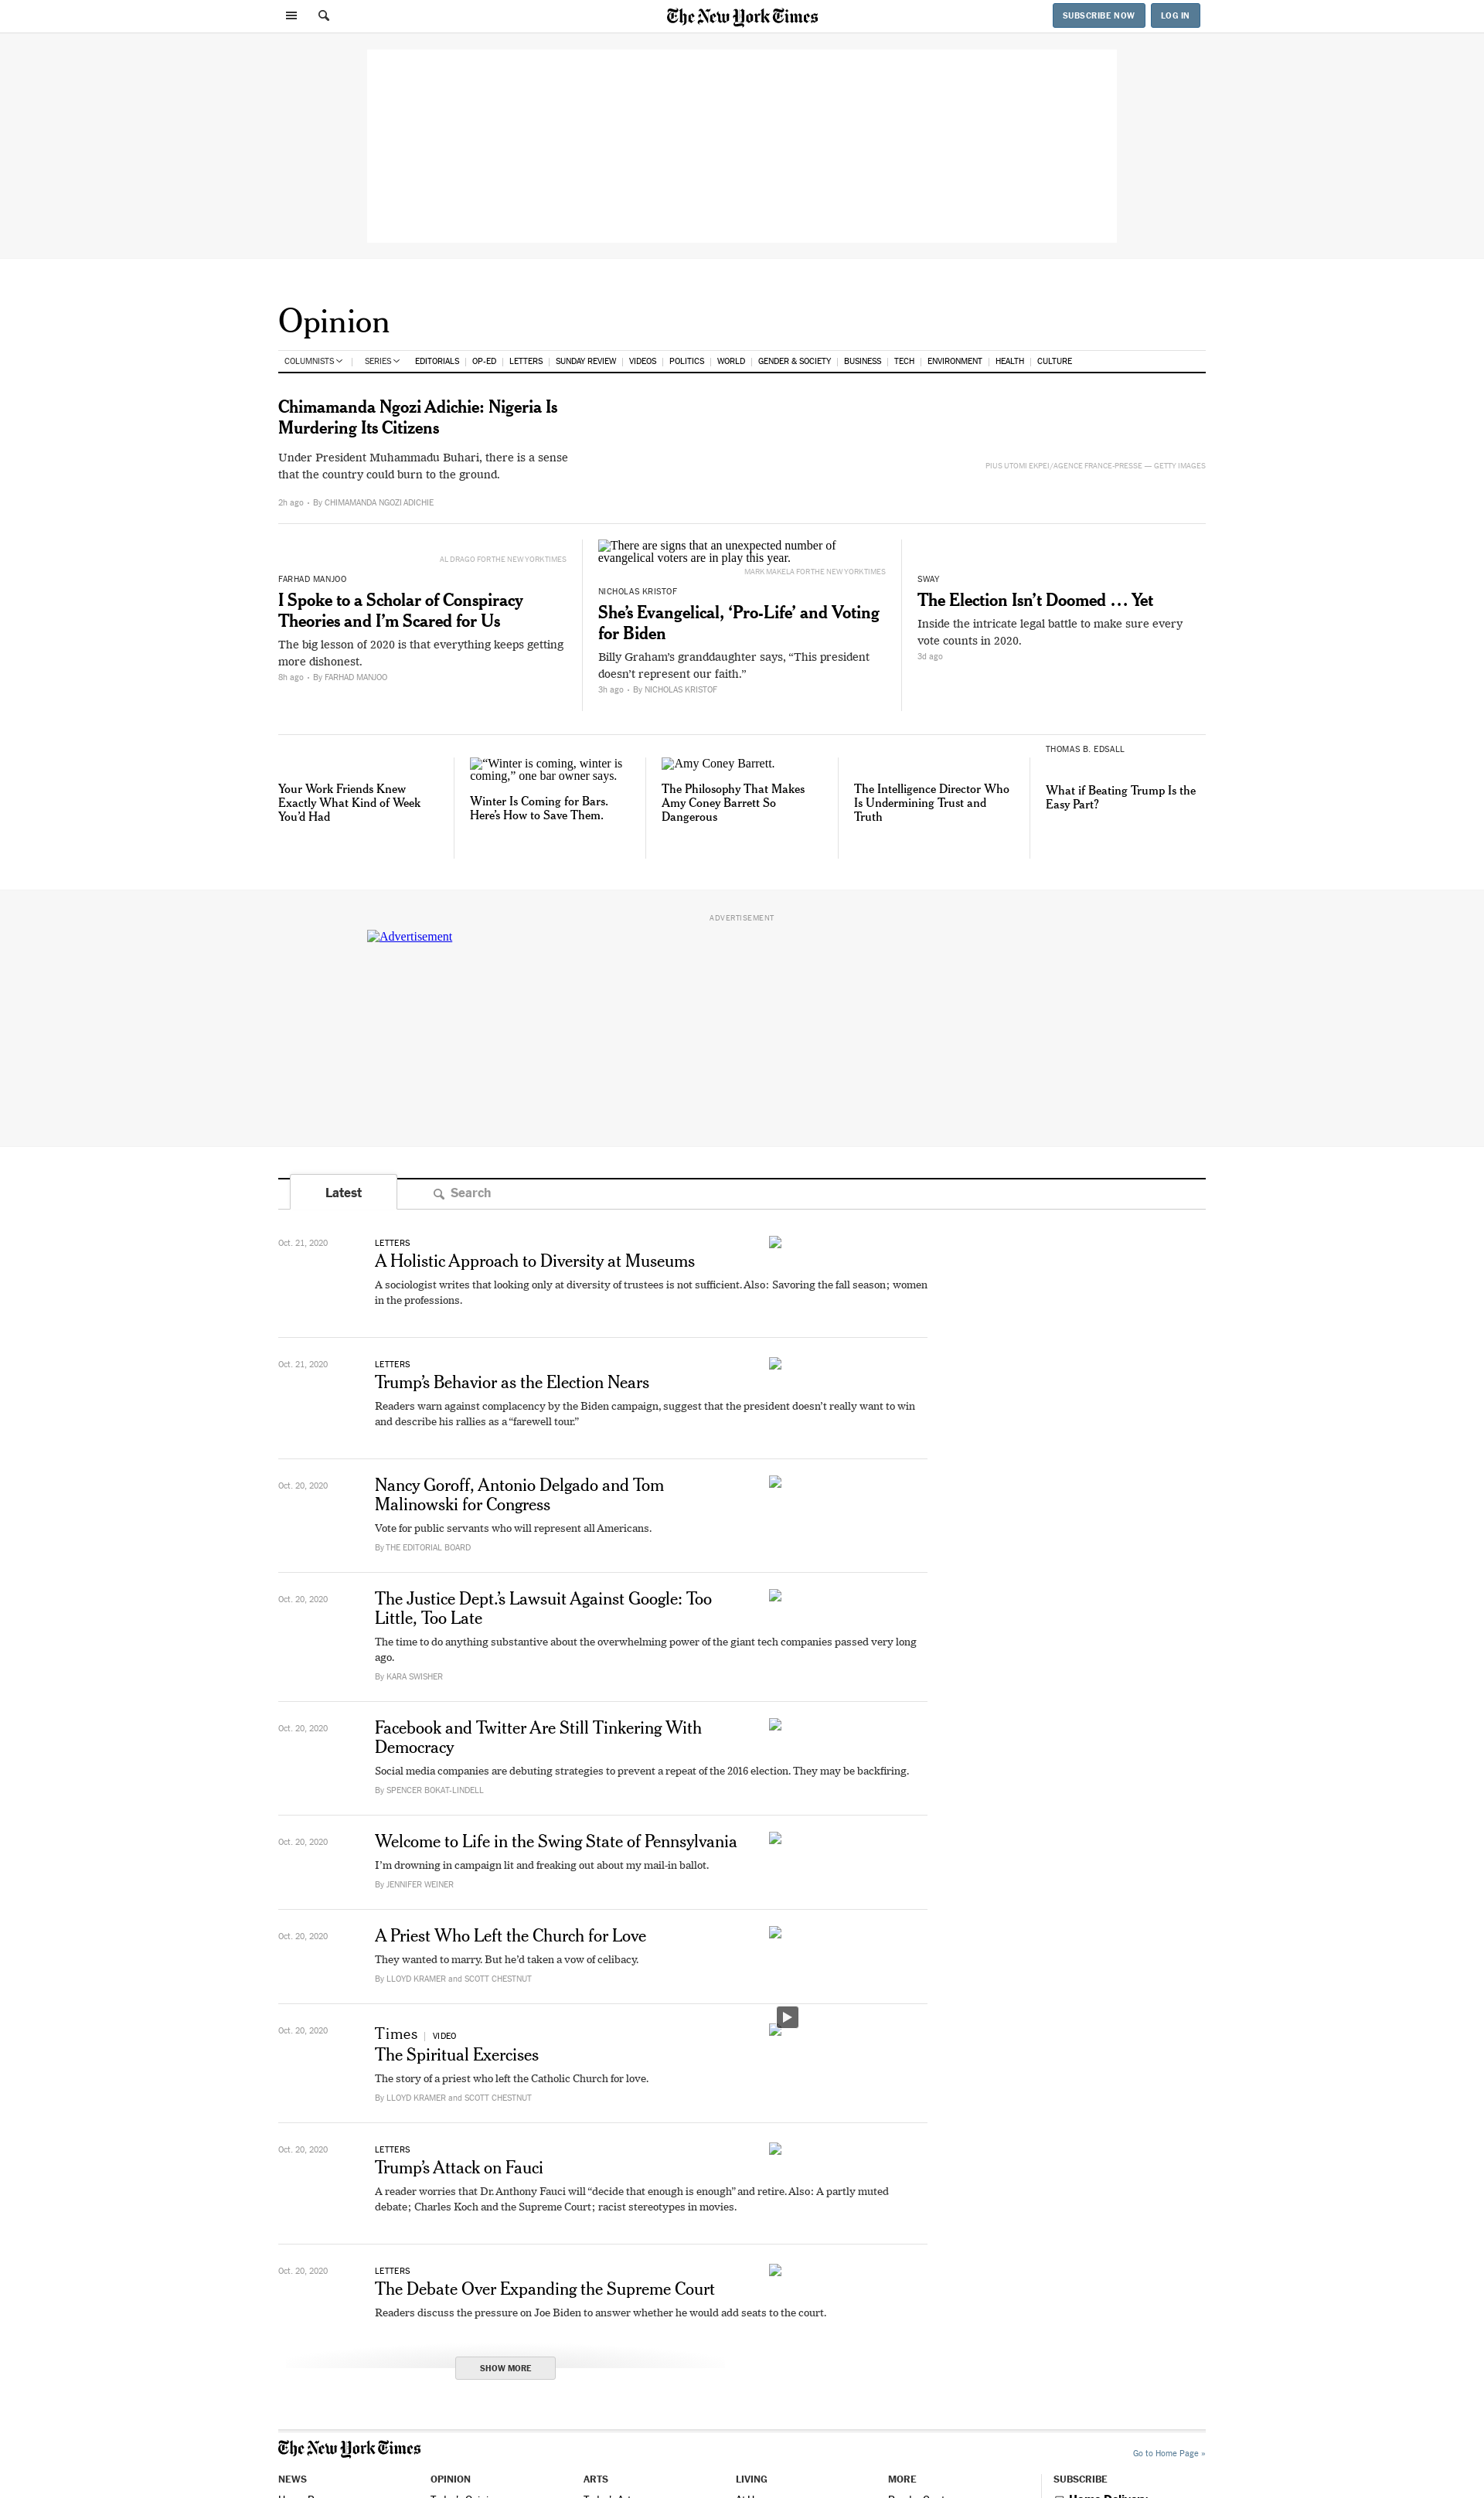 The New York Times
SUBSCRIBE NOW
LOG IN
Opinion
COLUMNISTS
SERIES
EDITORIALS
OP-ED
LETTERS
SUNDAY REVIEW
VIDEOS
POLITICS
WORLD
GENDER & SOCIETY
BUSINESS
TECH
ENVIRONMENT
HEALTH
CULTURE
Chimamanda Ngozi Adichie: Nigeria Is
Murdering Its Citizens
Under President Muhammadu Buhari, there is a sense
that the country could burn to the ground.
2h ago • By CHIMAMANDA NGOZI ADICHIE
PIUS UTOMI EKPEI/AGENCE FRANCE-PRESSE — GETTY IMAGES
AL DRAGO FOR THE NEW YORK TIMES
FARHAD MANJOO
I Spoke to a Scholar of Conspiracy
Theories and I’m Scared for Us
The big lesson of 2020 is that everything keeps getting
more dishonest.
8h ago • By FARHAD MANJOO
There are signs that an unexpected number of
evangelical voters are in play this year.
MARK MAKELA FOR THE NEW YORK TIMES
NICHOLAS KRISTOF
She’s Evangelical, ‘Pro-Life’ and Voting
for Biden
Billy Graham’s granddaughter says, “This president
doesn’t represent our faith.”
3h ago • By NICHOLAS KRISTOF
SWAY
The Election Isn’t Doomed … Yet
Inside the intricate legal battle to make sure every
vote counts in 2020.
3d ago
Your Work Friends Knew
Exactly What Kind of Week
You’d Had
“Winter is coming, winter is
coming,” one bar owner says.
Winter Is Coming for Bars.
Here’s How to Save Them.
Amy Coney Barrett.
The Philosophy That Makes
Amy Coney Barrett So
Dangerous
The Intelligence Director Who
Is Undermining Trust and
Truth
THOMAS B. EDSALL
What if Beating Trump Is the
Easy Part?
ADVERTISEMENT
Advertisement
Latest
Search
Oct. 21, 2020
LETTERS
A Holistic Approach to Diversity at Museums
A sociologist writes that looking only at diversity of trustees is not sufficient. Also: Savoring the fall season; women
in the professions.
Oct. 21, 2020
LETTERS
Trump’s Behavior as the Election Nears
Readers warn against complacency by the Biden campaign, suggest that the president doesn’t really want to win
and describe his rallies as a “farewell tour.”
Oct. 20, 2020
Nancy Goroff, Antonio Delgado and Tom
Malinowski for Congress
Vote for public servants who will represent all Americans.
By THE EDITORIAL BOARD
Oct. 20, 2020
The Justice Dept.’s Lawsuit Against Google: Too
Little, Too Late
The time to do anything substantive about the overwhelming power of the giant tech companies passed very long
ago.
By KARA SWISHER
Oct. 20, 2020
Facebook and Twitter Are Still Tinkering With
Democracy
Social media companies are debuting strategies to prevent a repeat of the 2016 election. They may be backfiring.
By SPENCER BOKAT-LINDELL
Oct. 20, 2020
Welcome to Life in the Swing State of Pennsylvania
I’m drowning in campaign lit and freaking out about my mail-in ballot.
By JENNIFER WEINER
Oct. 20, 2020
A Priest Who Left the Church for Love
They wanted to marry. But he’d taken a vow of celibacy.
By LLOYD KRAMER and SCOTT CHESTNUT
Oct. 20, 2020
Times | VIDEO
The Spiritual Exercises
The story of a priest who left the Catholic Church for love.
By LLOYD KRAMER and SCOTT CHESTNUT
Oct. 20, 2020
LETTERS
Trump’s Attack on Fauci
A reader worries that Dr. Anthony Fauci will “decide that enough is enough” and retire. Also: A partly muted
debate; Charles Koch and the Supreme Court; racist stereotypes in movies.
Oct. 20, 2020
LETTERS
The Debate Over Expanding the Supreme Court
Readers discuss the pressure on Joe Biden to answer whether he would add seats to the court.
SHOW MORE
The New York Times
Go to Home Page »
NEWS
OPINION
ARTS
LIVING
MORE
SUBSCRIBE